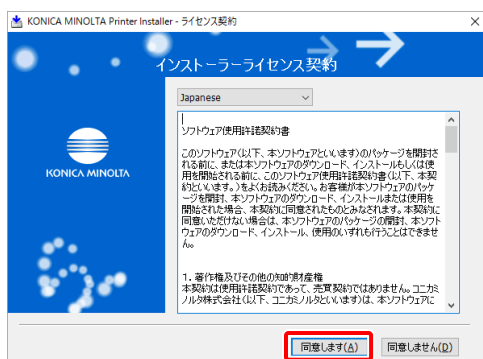 KONICA MINOLTA Printer Installer - ライセンス契約
インストーラーライセンス契約
Japanese
KONICA MINOLTA
ソフトウェア使用許諾契約書
このソフトウェア(以下、本ソフトウェアといいます)のパッケージを開封さ
れる前に、または本ソフトウェアのダウンロード、インストールもしくは使
用を開始される前に、このソフトウェア使用許諾契約書(以下、本契
約といいます。)をよくお読みください。お客様が本ソフトウェアのパッケ
ージを開封、本ソフトウェアのダウンロード、インストールまたは使用を
開始された場合、本契約に同意されたものとみなされます。本契約に
同意いただけない場合は、本ソフトウェアのパッケージの開封、本ソフト
ウェアのダウンロード、インストール、使用のいずれも行うことはできませ
ん。
1. 著作権及びその他の知的財産権
本契約は使用許諾契約であって、売買契約ではありません。コニカミ
ノルタ株式会社(以下、コニカミノルタといいます)は、本ソフトウェアに
同意します(A)
同意しません(D)